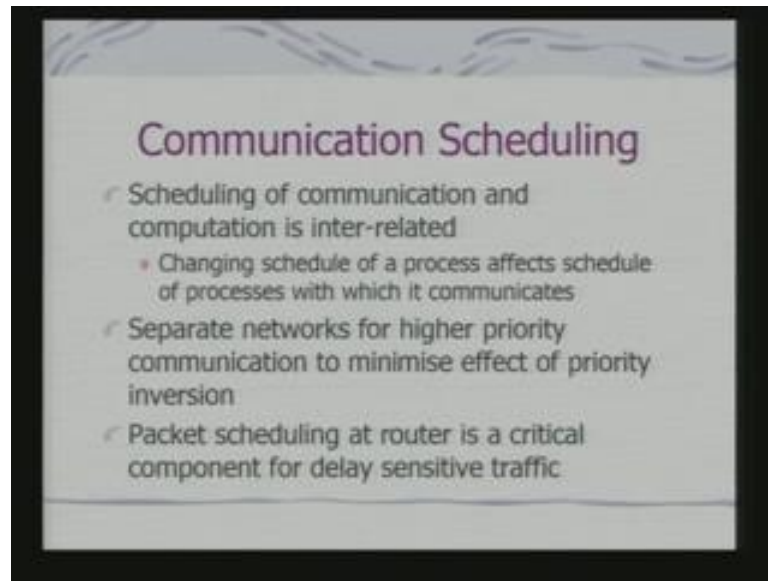 Communication Scheduling
Scheduling of communication and
computation is inter-related
Changing schedule of a process affects schedule
of processes with which it communicates
Separate networks for higher priority
communication to minimise effect of priority
inversion
Packet scheduling at router is a critical
component for delay sensitive traffic